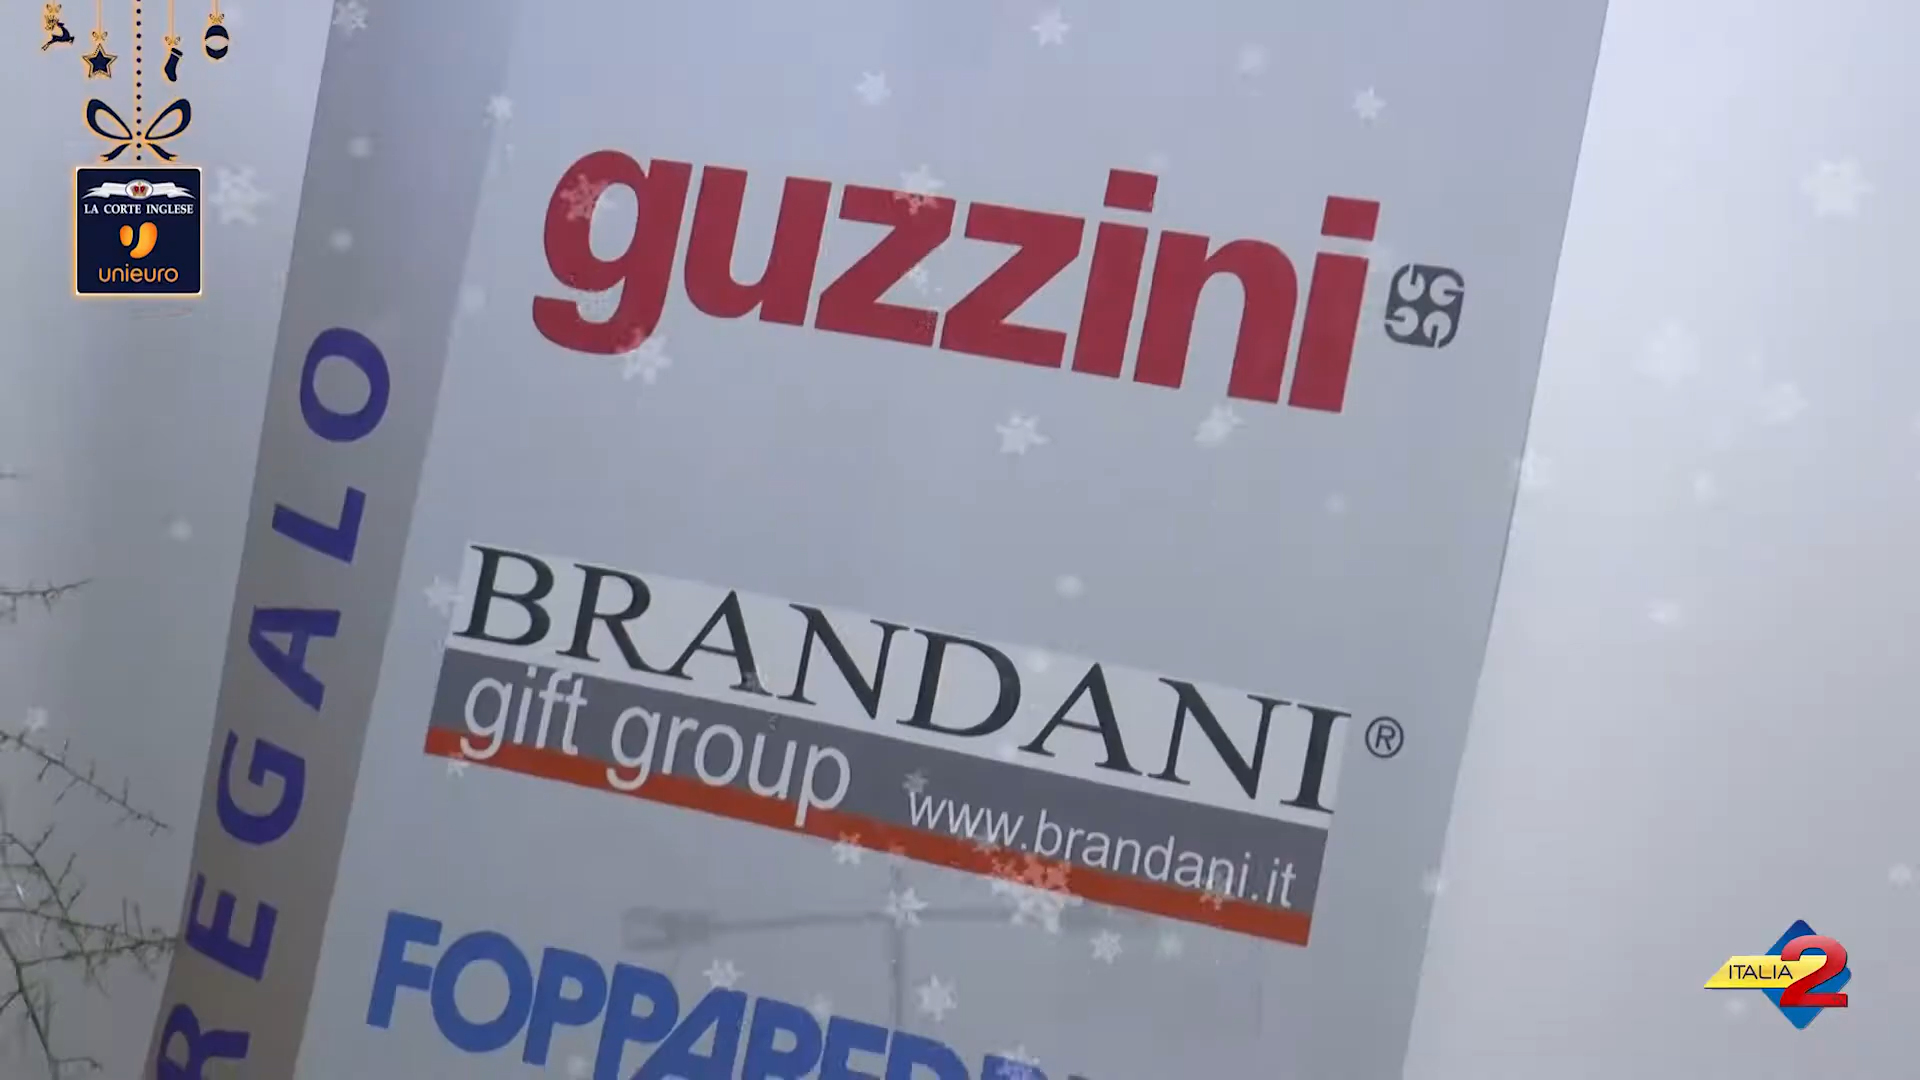 LA CORTE INGLESE
unieuro
guzzini
REGALO
BRANDANI®
gift group www.brandani.it
ITALIA 2